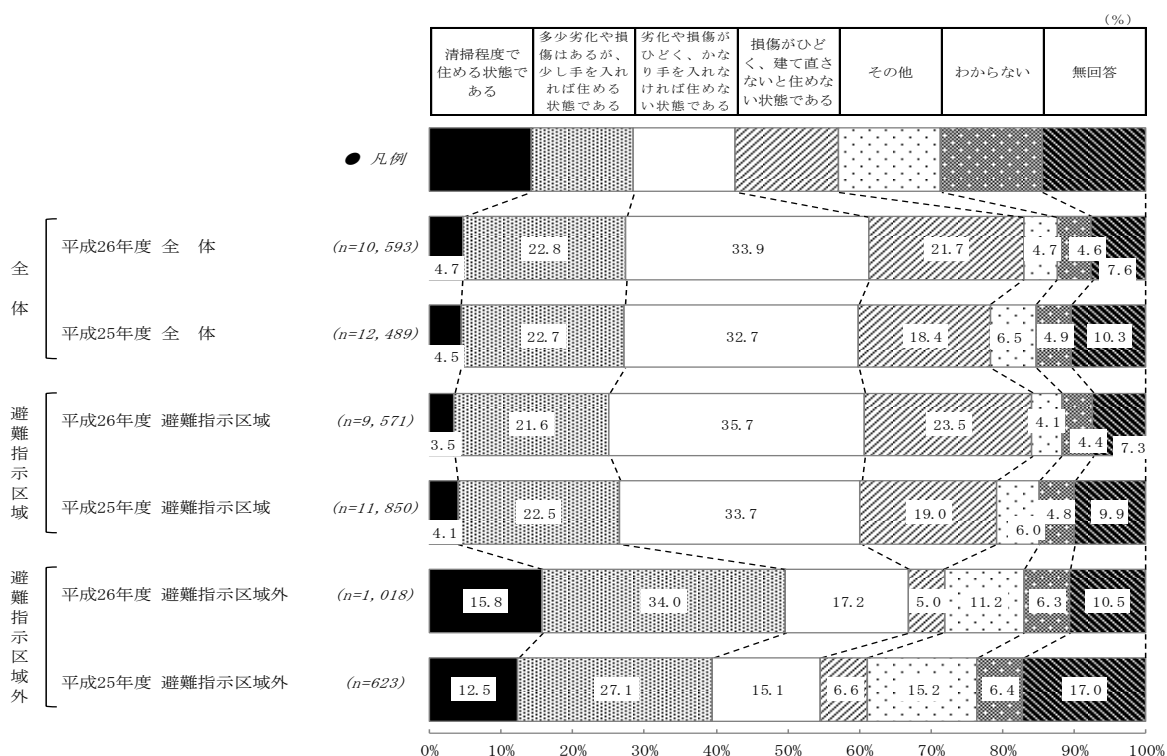 (%)
清掃程度で
住める状態で
ある
多少劣化や損
傷はあるが、
少し手を入れ
れば住める
状態である
劣化や損傷が
ひどく、かな
り手を入れな
ければ住めな
い状態である
損傷がひど
く、建て直さ
ないと住めな
い状態である
その他
わからない
無回答
● 凡例
全体
平成26年度 全 体 (n=10,593)
4.7 22.8 33.9 21.7 4.7 4.6 7.6
平成25年度 全 体 (n=12,489)
4.5 22.7 32.7 18.4 6.5 4.9 10.3
避難指示区域
平成26年度 避難指示区域 (n=9,571)
3.5 21.6 35.7 23.5 4.1 4.4 7.3
平成25年度 避難指示区域 (n=11,850)
4.1 22.5 33.7 19.0 6.0 4.8 9.9
避難指示区域外
平成26年度 避難指示区域外 (n=1,018)
15.8 34.0 17.2 5.0 11.2 6.3 10.5
平成25年度 避難指示区域外 (n=623)
12.5 27.1 15.1 6.6 15.2 6.4 17.0
0% 10% 20% 30% 40% 50% 60% 70% 80% 90% 100%